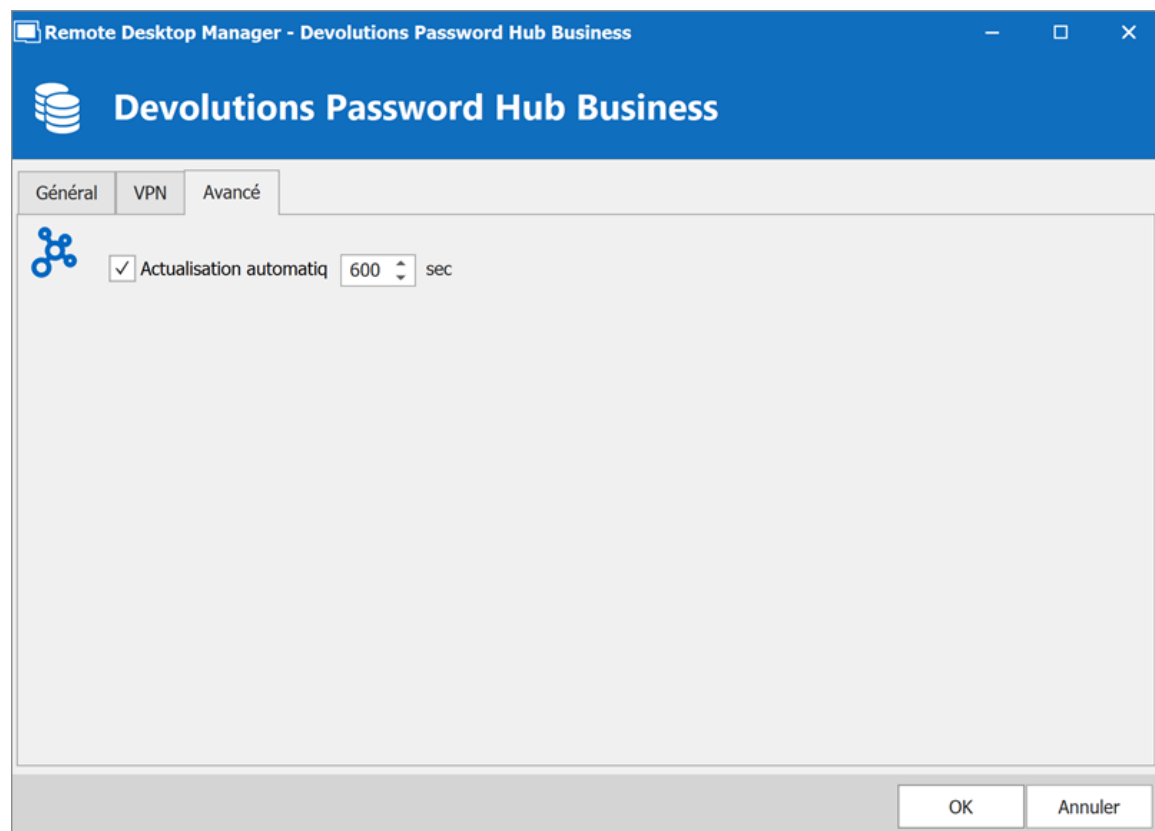 Remote Desktop Manager - Devolutions Password Hub Business
Devolutions Password Hub Business
Général VPN Avancé
Actualisation automatiq 600 sec
OK Annuler